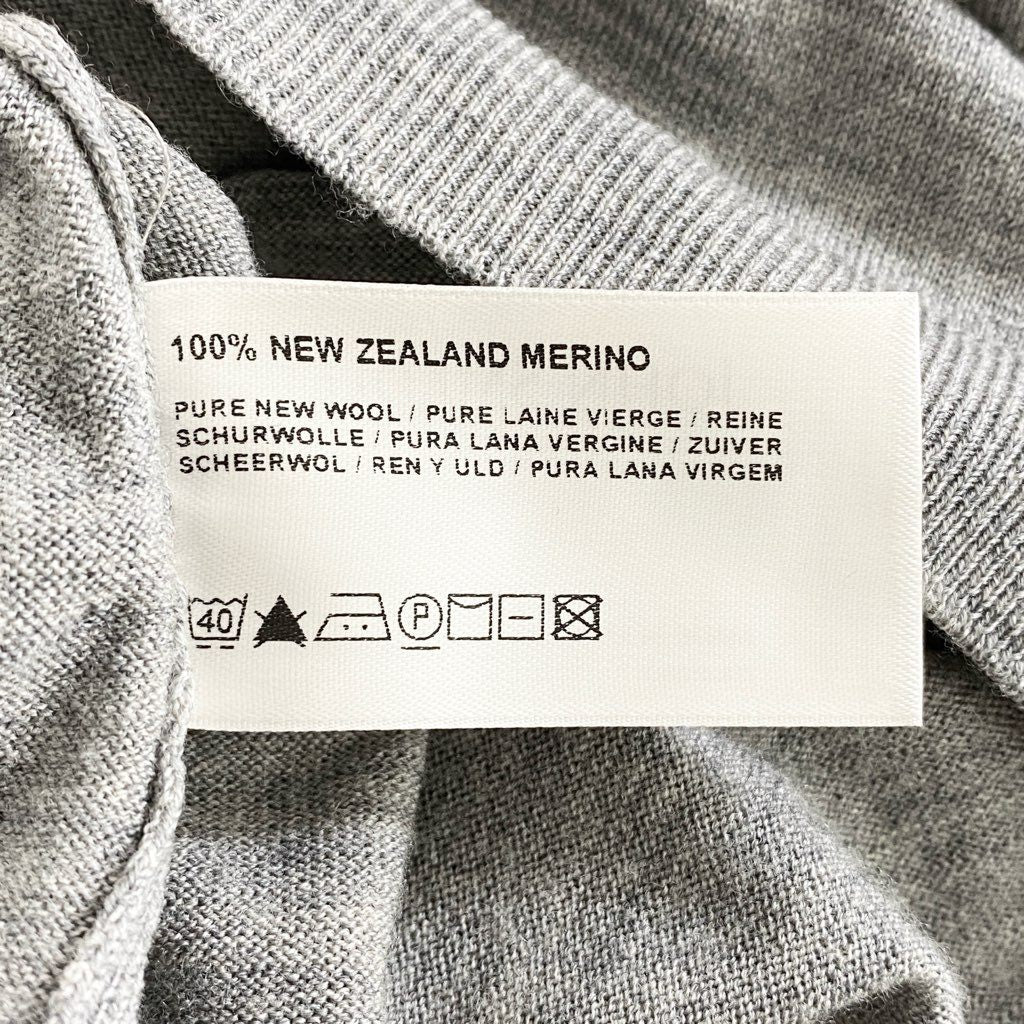 100% NEW ZEALAND MERINO
PURE NEW WOOL / PURE LAINE VIERGE / REINE
SCHURWOLLE / PURA LANA VERGINE / ZUIVER
SCHEERWOL / REN Y ULD / PURA LANA VIRGEM
40 P